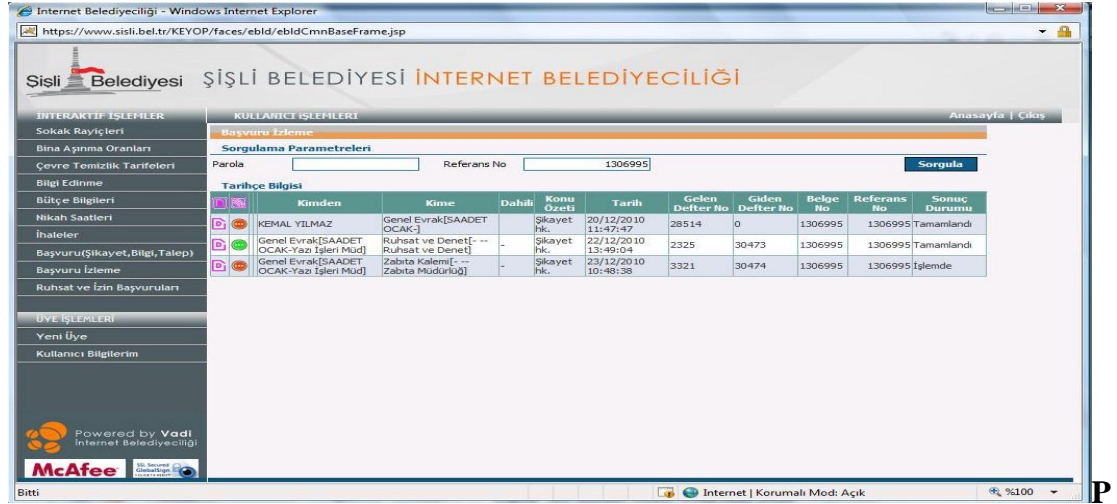 Internet Belediyeciliği - Windows Internet Explorer
https://www.sisli.bel.tr/KEYOP/faces/ebld/ebldCmnBaseFrame.jsp
Şişli Belediyesi
ŞİŞLİ BELEDİYESİ İNTERNET BELEDİYECİLİĞİ
İNTERAKTİF İŞLEMLER
KULLANICI İŞLEMLERİ
Anasayfa | Çıkış
Sokak Rayiçleri
Bina Aşınma Oranları
Çevre Temizlik Tarifeleri
Bilgi Edinme
Bütçe Bilgileri
Nikah Saatleri
İhaleler
Başvuru(Şikayet,Bilgi,Talep)
Başvuru İzleme
Ruhsat ve İzin Başvuruları
ÜYE İŞLEMLERİ
Yeni Üye
Kullanıcı Bilgilerim
Başvuru İzleme
Sorgulama Parametreleri
Parola Referans No 1306995 Sorgula
Tarihçe Bilgisi
Kimden Kime Dahili Konu Özeti Tarih Gelen Defter No Giden Defter No Belge No Referans No Sonuç Durumu
KEMAL YILMAZ Genel Evrak[SAADET OCAK-] Şikayet hk. 20/12/2010 11:47:47 28514 0 1306995 1306995 Tamamlandı
Genel Evrak[SAADET OCAK-Yazı İşleri Müd] Ruhsat ve Denet[- -- Ruhsat ve Denet] - Şikayet hk. 22/12/2010 13:49:04 2325 30473 1306995 1306995 Tamamlandı
Genel Evrak[SAADET OCAK-Yazı İşleri Müd] Zabıta Kalemi[- -- Zabıta Müdürlüğ] - Şikayet hk. 23/12/2010 10:48:38 3321 30474 1306995 1306995 İşlemde
Powered by Vadi
İnternet Belediyeciliği
McAfee
SSL Secured
GlobalSign
Bitti
Internet | Korumalı Mod: Açık
%100
P